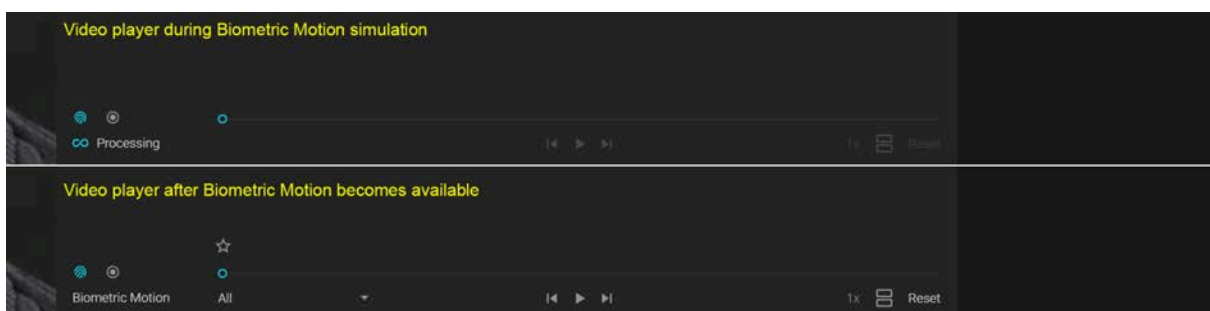 Video player during Biometric Motion simulation
Processing
1x Reset
Video player after Biometric Motion becomes available
Biometric Motion All 1x Reset